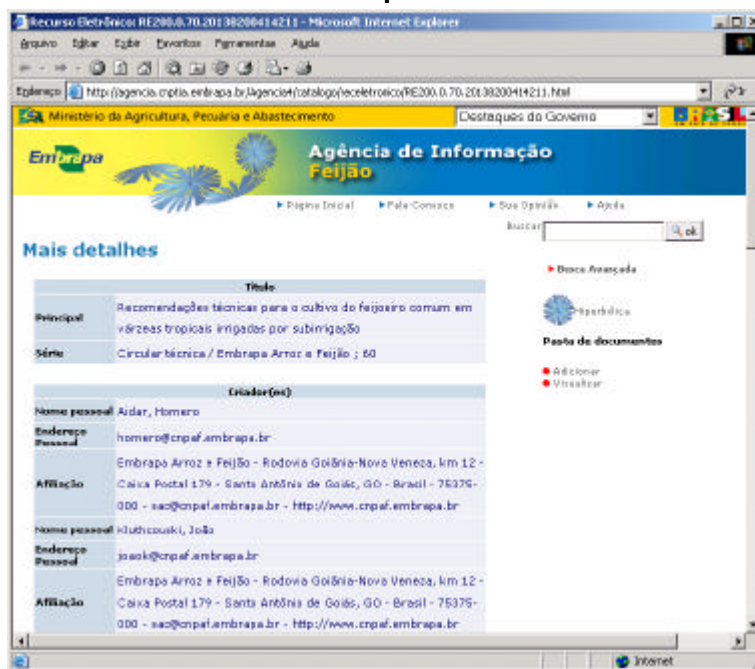 Recurso Eletrônico: RE200.0.70.20138200414211 - Microsoft Internet Explorer
Arquivo Editar Exibir Favoritos Ferramentas Ajuda
Endereço http://agencia.cnptia.embrapa.br/Agencia4/catalogo/receletronico/RE200.0.70.20138200414211.html
Ministério da Agricultura, Pecuária e Abastecimento Destaques do Governo
Embrapa
Agência de Informação
Feijão
Página Inicial Fale Conosco Sua Opinião Ajuda
Buscar ok
Mais detalhes
Busca Avançada
Título
Principal Recomendações técnicas para o cultivo do feijoeiro comum em
várzeas tropicais irrigadas por subirrigação
Hiperbólica
Pasta de documentos
Série Circular técnica / Embrapa Arroz e Feijão ; 60
Adicionar
Visualizar
Criador(es)
Nome pessoal Aidar, Homero
Endereço Pessoal homero@cnpaf.embrapa.br
Afiliação Embrapa Arroz e Feijão - Rodovia Goiânia-Nova Veneza, km 12 -
Caixa Postal 179 - Santo Antônio de Goiás, GO - Brasil - 75375-
000 - sac@cnpaf.embrapa.br - http://www.cnpaf.embrapa.br
Nome pessoal Kluthcouski, João
Endereço Pessoal joaok@cnpaf.embrapa.br
Afiliação Embrapa Arroz e Feijão - Rodovia Goiânia-Nova Veneza, km 12 -
Caixa Postal 179 - Santo Antônio de Goiás, GO - Brasil - 75375-
000 - sac@cnpaf.embrapa.br - http://www.cnpaf.embrapa.br
Internet